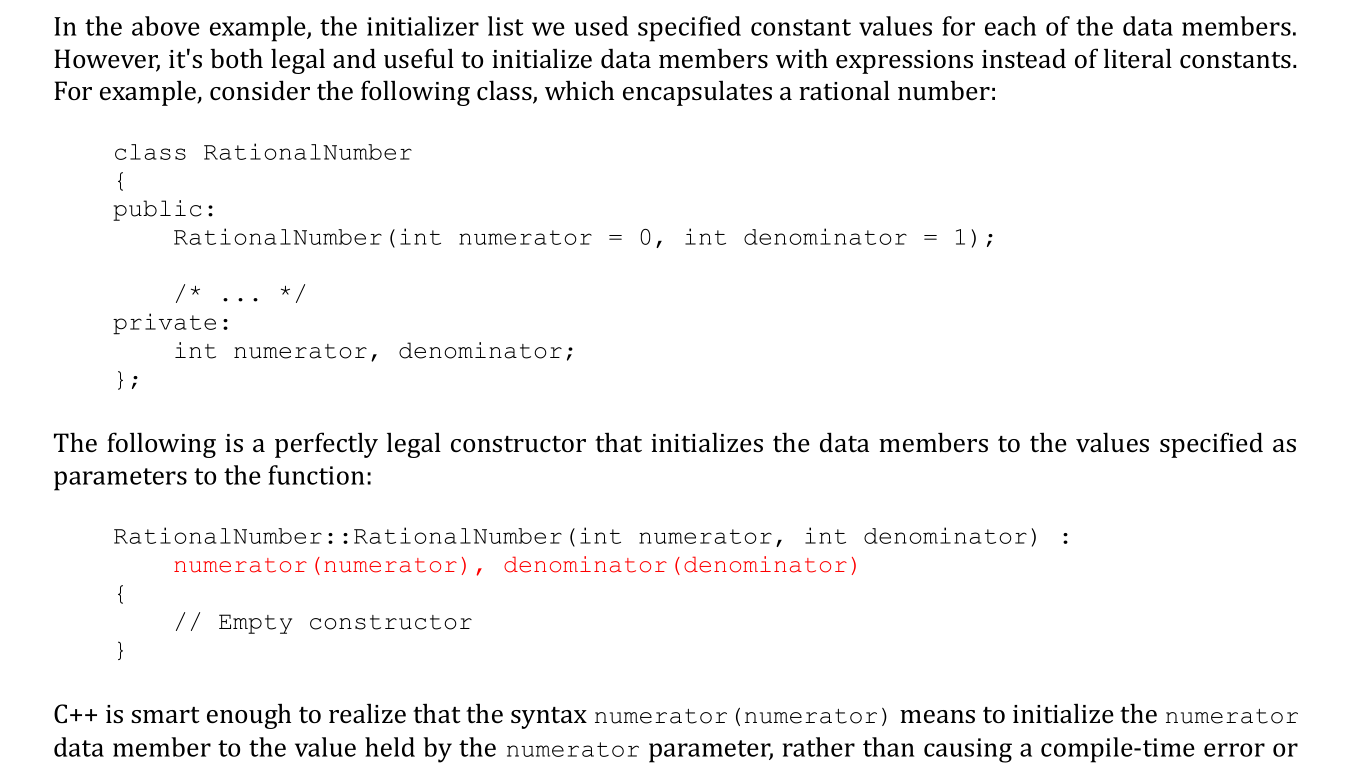 In the above example, the initializer list we used specified constant values for each of the data members.
However, it's both legal and useful to initialize data members with expressions instead of literal constants.
For example, consider the following class, which encapsulates a rational number:
class RationalNumber
{
public:
RationalNumber(int numerator = 0, int denominator = 1);
/* ... */
private:
int numerator, denominator;
};
The following is a perfectly legal constructor that initializes the data members to the values specified as
parameters to the function:
RationalNumber::RationalNumber(int numerator, int denominator) :
numerator(numerator), denominator(denominator)
{
// Empty constructor
}
C++ is smart enough to realize that the syntax numerator(numerator) means to initialize the numerator
data member to the value held by the numerator parameter, rather than causing a compile-time error or